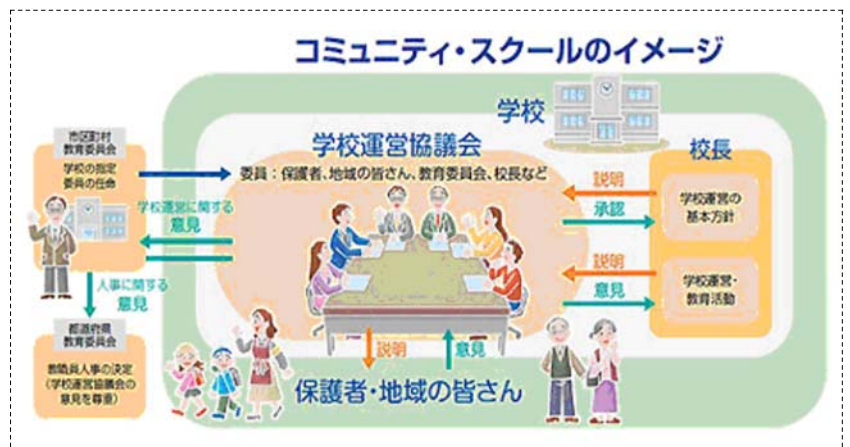 コミュニティ・スクールのイメージ
学校
市区町村
教育委員会
学校の指定
委員の任命
学校運営協議会
委員：保護者、地域の皆さん、教育委員会、校長など
学校運営に関する
意見
人事に関する
意見
都道府県
教育委員会
教職員人事の決定
（学校運営協議会の
意見を尊重）
校長
説明
承認
学校運営の
基本方針
説明
意見
学校運営・
教育活動
説明
意見
保護者・地域の皆さん